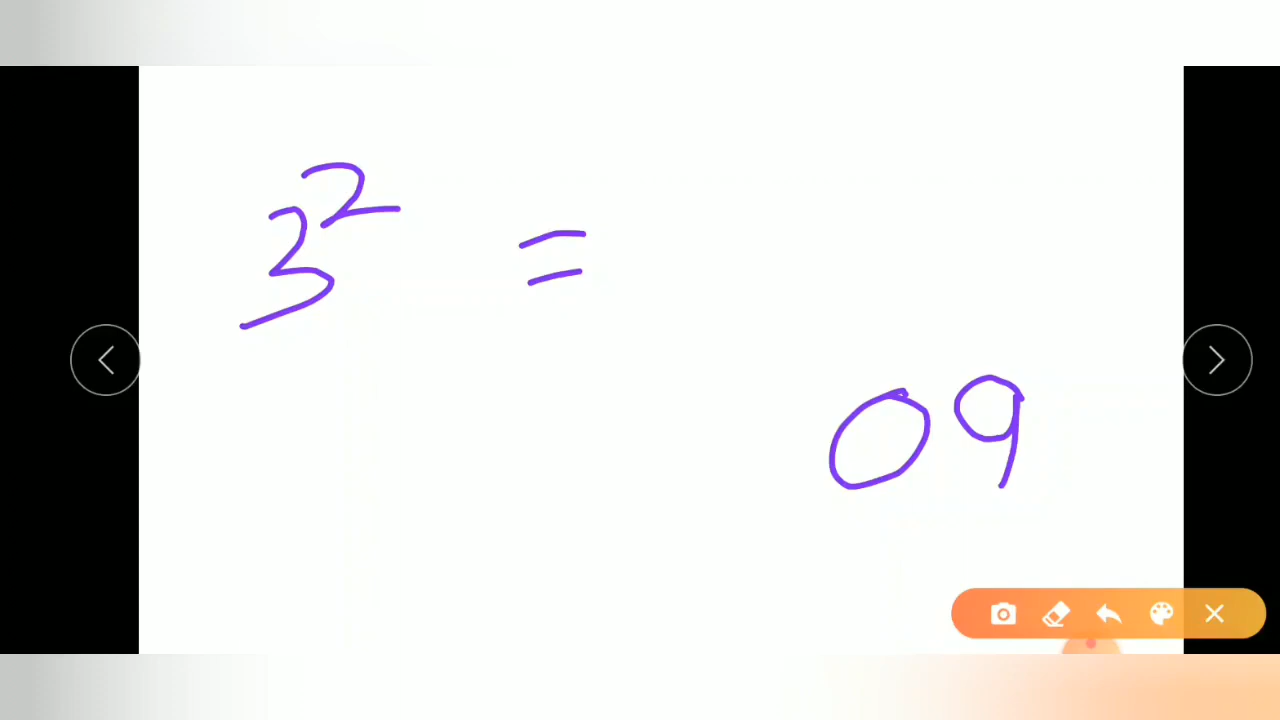 3² =
09